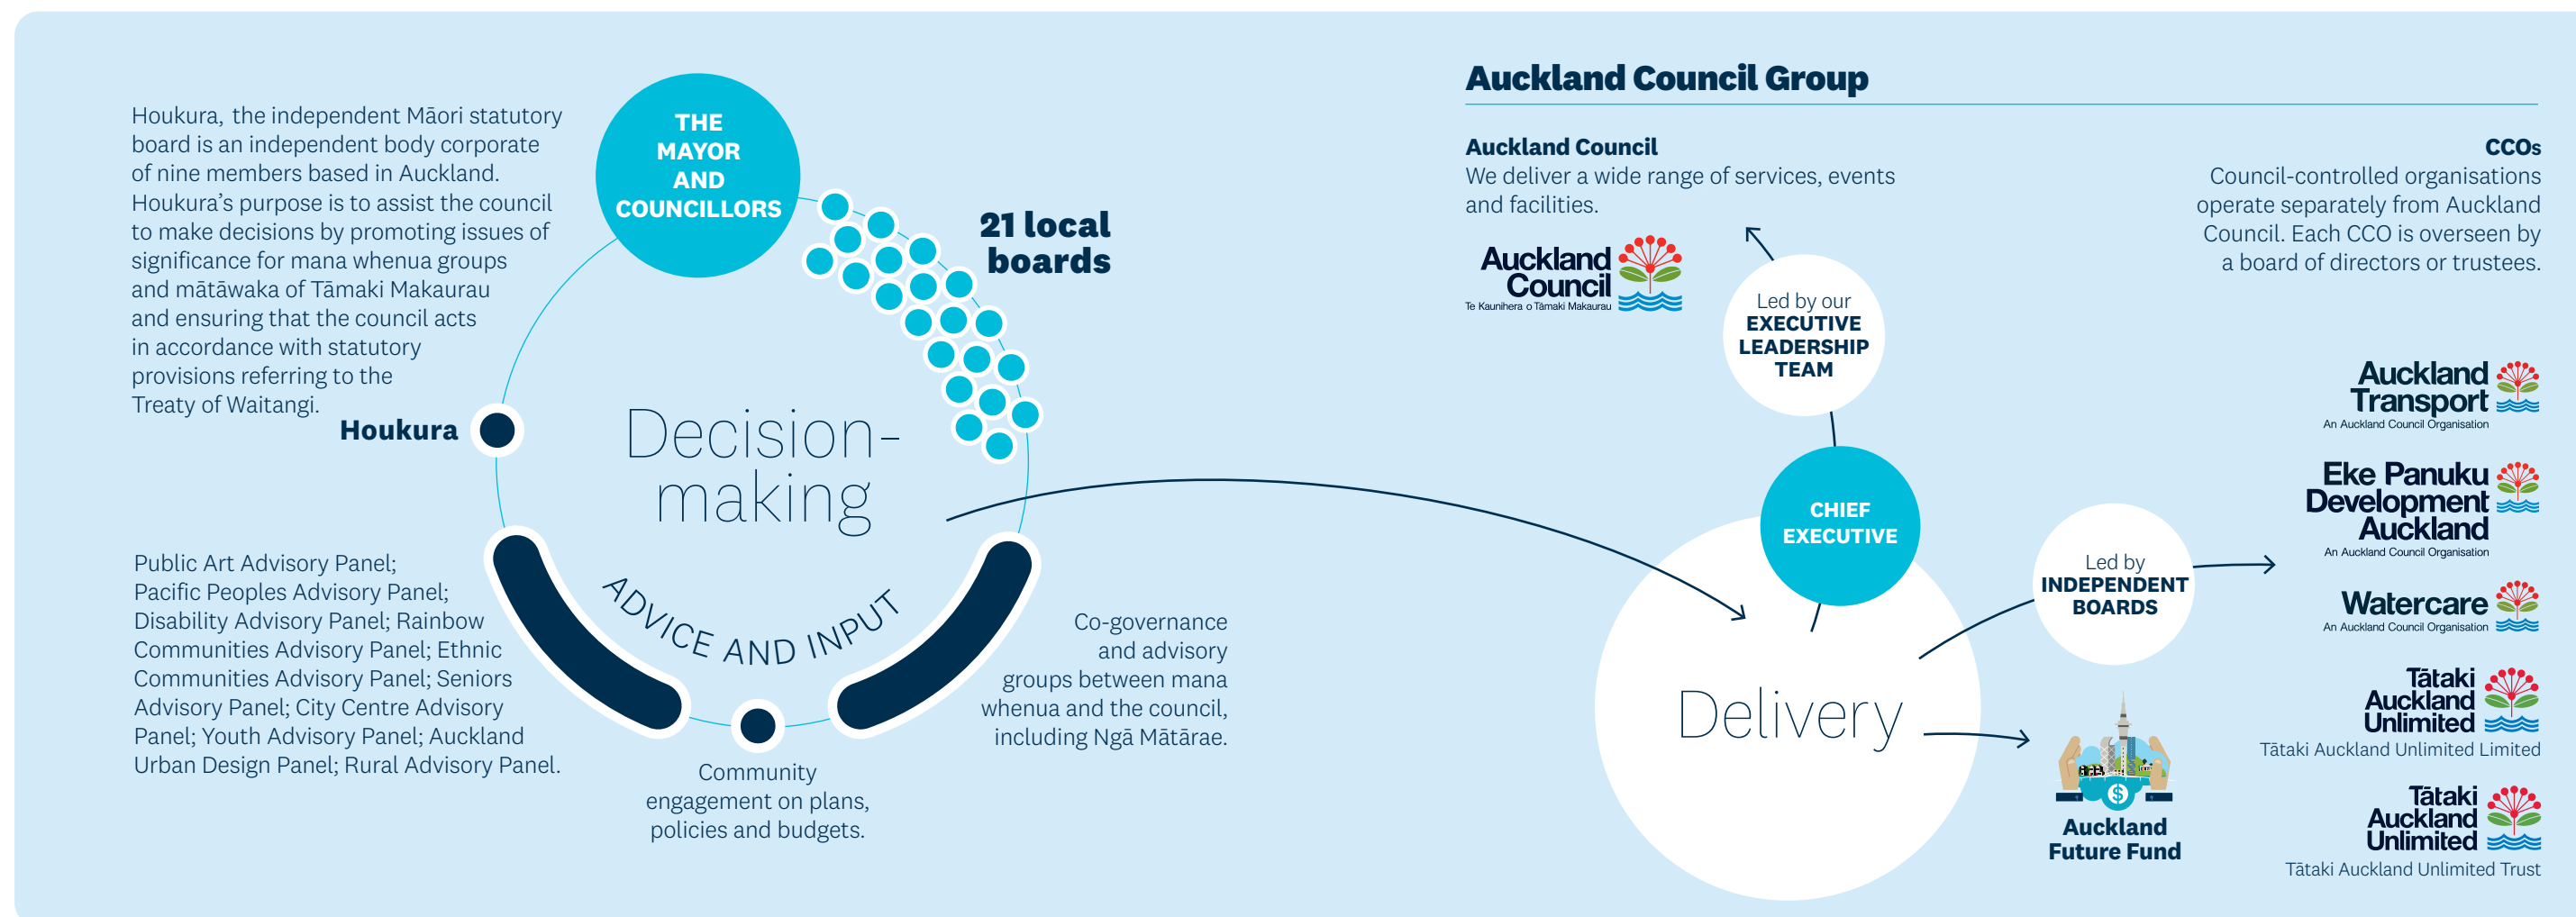 Houkura, the independent Māori statutory
board is an independent body corporate
of nine members based in Auckland.
Houkura's purpose is to assist the council
to make decisions by promoting issues of
significance for mana whenua groups
and mātāwaka of Tāmaki Makaurau
and ensuring that the council acts
in accordance with statutory
provisions referring to the
Treaty of Waitangi.
Houkura
THE
MAYOR
AND
COUNCILLORS
21 local
boards
Decision-
making
ADVICE AND INPUT
Public Art Advisory Panel;
Pacific Peoples Advisory Panel;
Disability Advisory Panel; Rainbow
Communities Advisory Panel; Ethnic
Communities Advisory Panel; Seniors
Advisory Panel; City Centre Advisory
Panel; Youth Advisory Panel; Auckland
Urban Design Panel; Rural Advisory Panel.
Community
engagement on plans,
policies and budgets.
Co-governance
and advisory
groups between mana
whenua and the council,
including Ngā Mātārae.
Auckland Council Group
Auckland Council
We deliver a wide range of services, events
and facilities.
Auckland
Council
Te Kaunihera o Tāmaki Makaurau
Led by our
EXECUTIVE
LEADERSHIP
TEAM
CHIEF
EXECUTIVE
Delivery
Led by
INDEPENDENT
BOARDS
$
Auckland
Future Fund
CCOs
Council-controlled organisations
operate separately from Auckland
Council. Each CCO is overseen by
a board of directors or trustees.
Auckland
Transport
An Auckland Council Organisation
Eke Panuku
Development
Auckland
An Auckland Council Organisation
Watercare
An Auckland Council Organisation
Tātaki
Auckland
Unlimited
Tātaki Auckland Unlimited Limited
Tātaki
Auckland
Unlimited
Tātaki Auckland Unlimited Trust